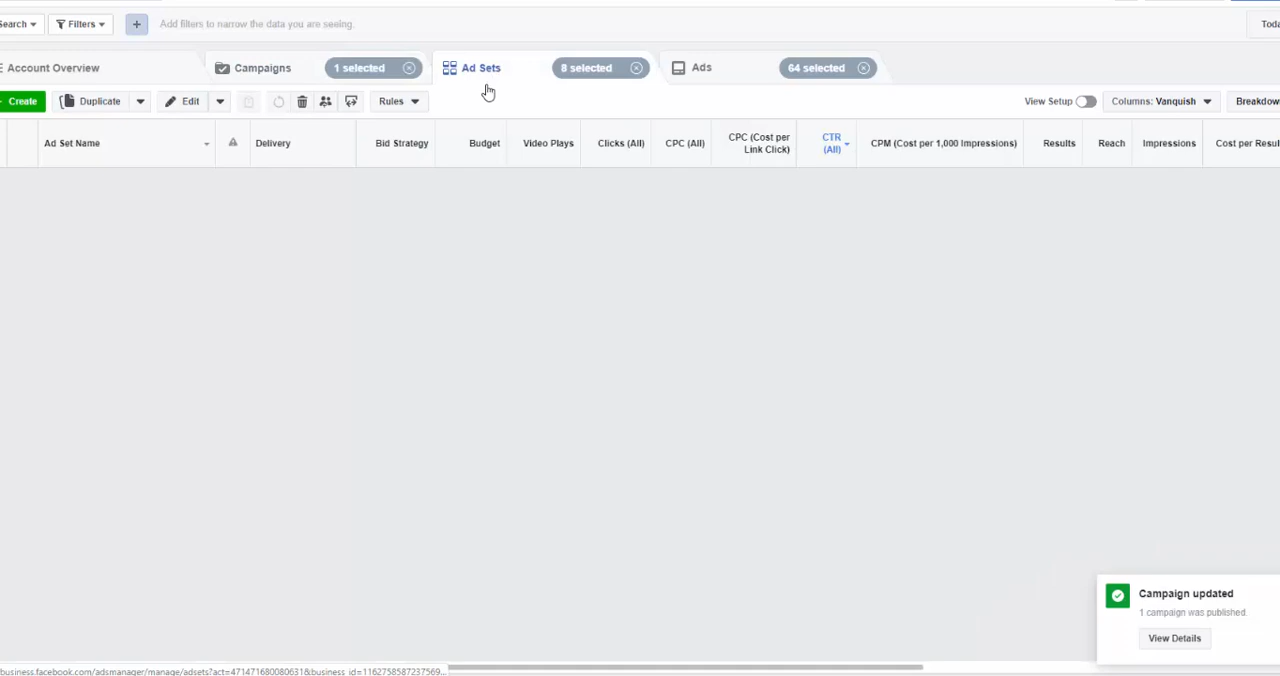 Search Filters + Add filters to narrow the data you are seeing. Toda
Account Overview Campaigns 1 selected Ad Sets 8 selected Ads 64 selected
Create Duplicate Edit Rules View Setup Columns: Vanquish Breakdow
Ad Set Name Delivery Bid Strategy Budget Video Plays Clicks (All) CPC (All) CPC (Cost per Link Click) CTR (All) CPM (Cost per 1,000 Impressions) Results Reach Impressions Cost per Resul
Campaign updated
1 campaign was published.
View Details
business.facebook.com/adsmanager/manage/adsets?act=471471680080631&business_id=1162758587237569...